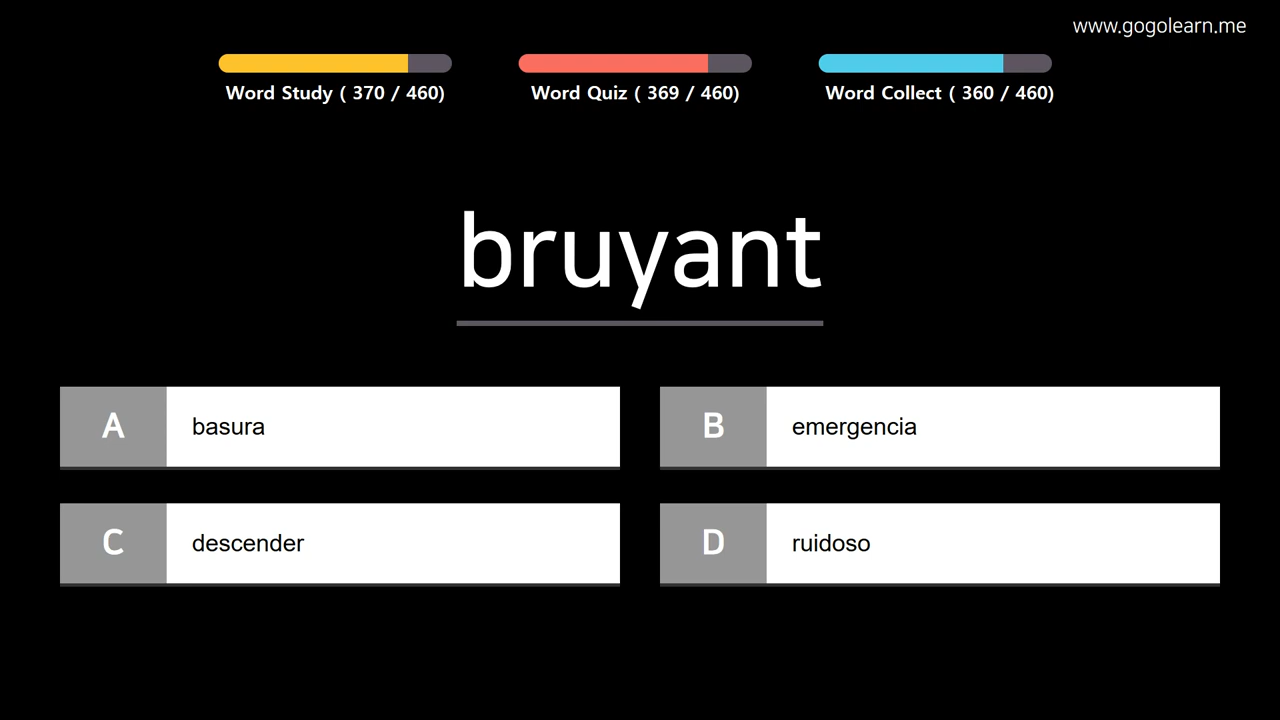 www.gogolearn.me
Word Study ( 370 / 460)
Word Quiz ( 369 / 460)
Word Collect ( 360 / 460)
bruyant
A basura
B emergencia
C descender
D ruidoso